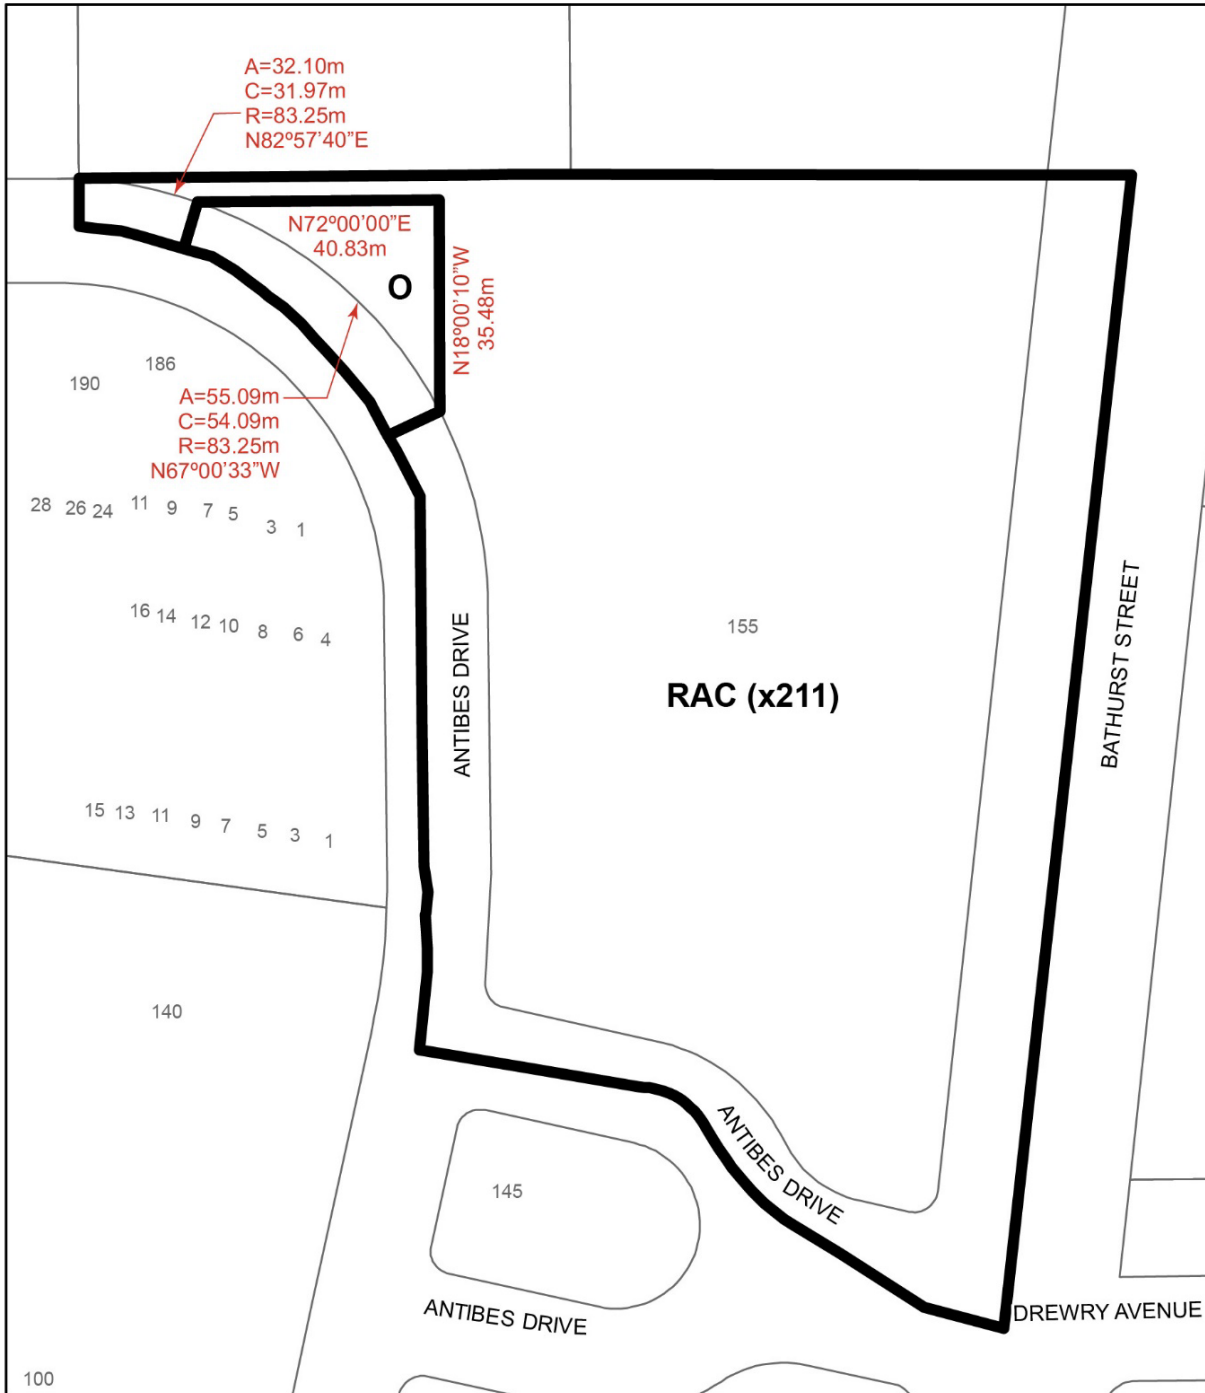 A=32.10m
C=31.97m
R=83.25m
N82º57'40"E
N72º00'00"E
40.83m
N18º00'10"W
35.48m
O
A=55.09m
C=54.09m
R=83.25m
N67º00'33"W
190
186
28 26 24 11 9 7 5 3 1
16 14 12 10 8 6 4
15 13 11 9 7 5 3 1
ANTIBES DRIVE
155
RAC (x211)
BATHURST STREET
140
145
ANTIBES DRIVE
ANTIBES DRIVE
DREWRY AVENUE
100